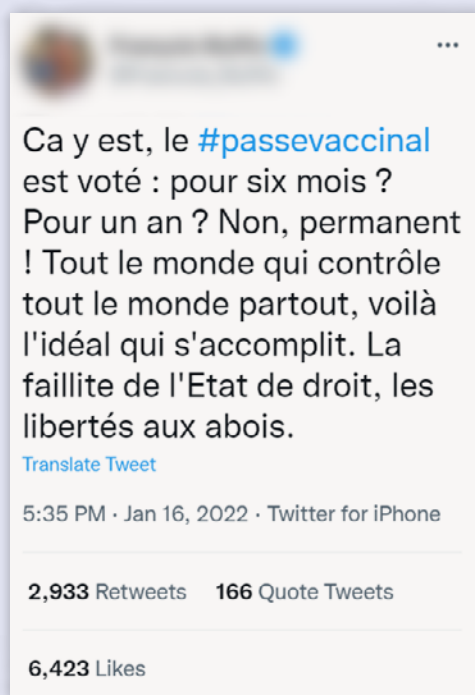 Ca y est, le #passevaccinal
est voté : pour six mois ?
Pour un an ? Non, permanent
! Tout le monde qui contrôle
tout le monde partout, voilà
l'idéal qui s'accomplit. La
faillite de l'Etat de droit, les
libertés aux abois.
Translate Tweet
5:35 PM · Jan 16, 2022 · Twitter for iPhone
2,933 Retweets 166 Quote Tweets
6,423 Likes